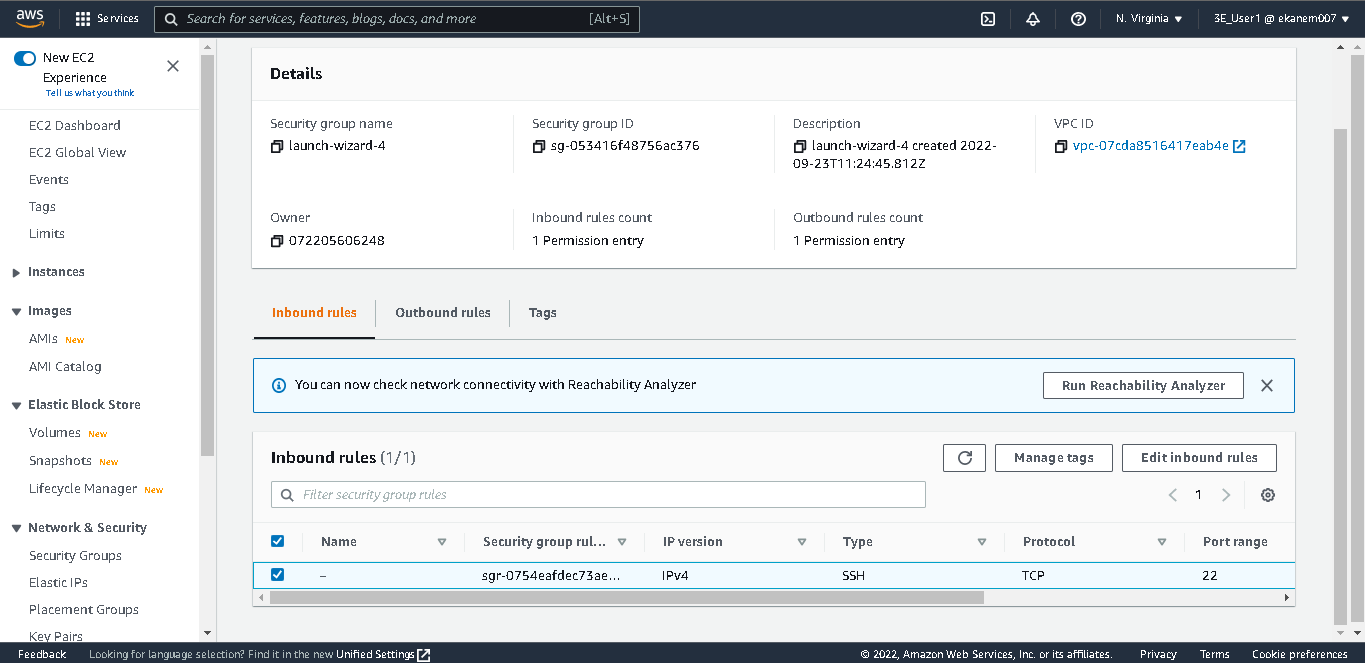 aws
Services
Search for services, features, blogs, docs, and more
[Alt+S]
N. Virginia
3E_User1 @ ekanem007
New EC2
Experience
Tell us what you think
EC2 Dashboard
EC2 Global View
Events
Tags
Limits
Instances
Images
AMIs New
AMI Catalog
Elastic Block Store
Volumes New
Snapshots New
Lifecycle Manager New
Network & Security
Security Groups
Elastic IPs
Placement Groups
Key Pairs
Details
Security group name
launch-wizard-4
Security group ID
sg-053416f48756ac376
Description
launch-wizard-4 created 2022-
09-23T11:24:45.812Z
VPC ID
vpc-07cda8516417eab4e
Owner
072205606248
Inbound rules count
1 Permission entry
Outbound rules count
1 Permission entry
Inbound rules
Outbound rules
Tags
You can now check network connectivity with Reachability Analyzer
Run Reachability Analyzer
Inbound rules (1/1)
Manage tags
Edit inbound rules
Filter security group rules
1
Name
Security group rul...
IP version
Type
Protocol
Port range
–
sgr-0754eafdec73ae...
IPv4
SSH
TCP
22
Feedback
Looking for language selection? Find it in the new Unified Settings
© 2022, Amazon Web Services, Inc. or its affiliates.
Privacy
Terms
Cookie preferences